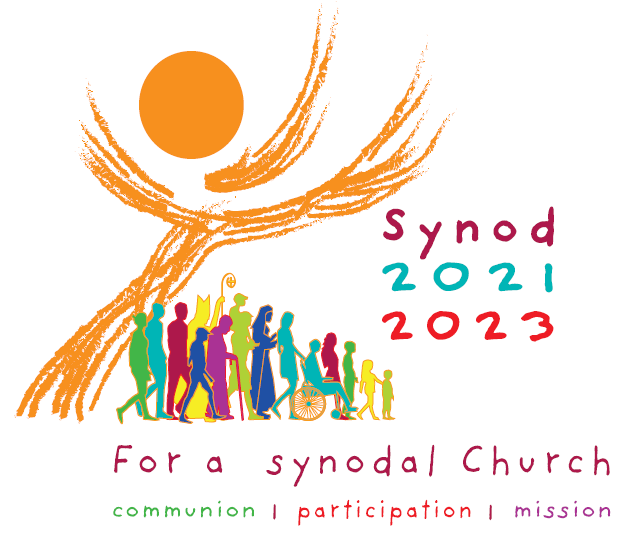 Synod
2021
2023
For a synodal Church
communion | participation | mission